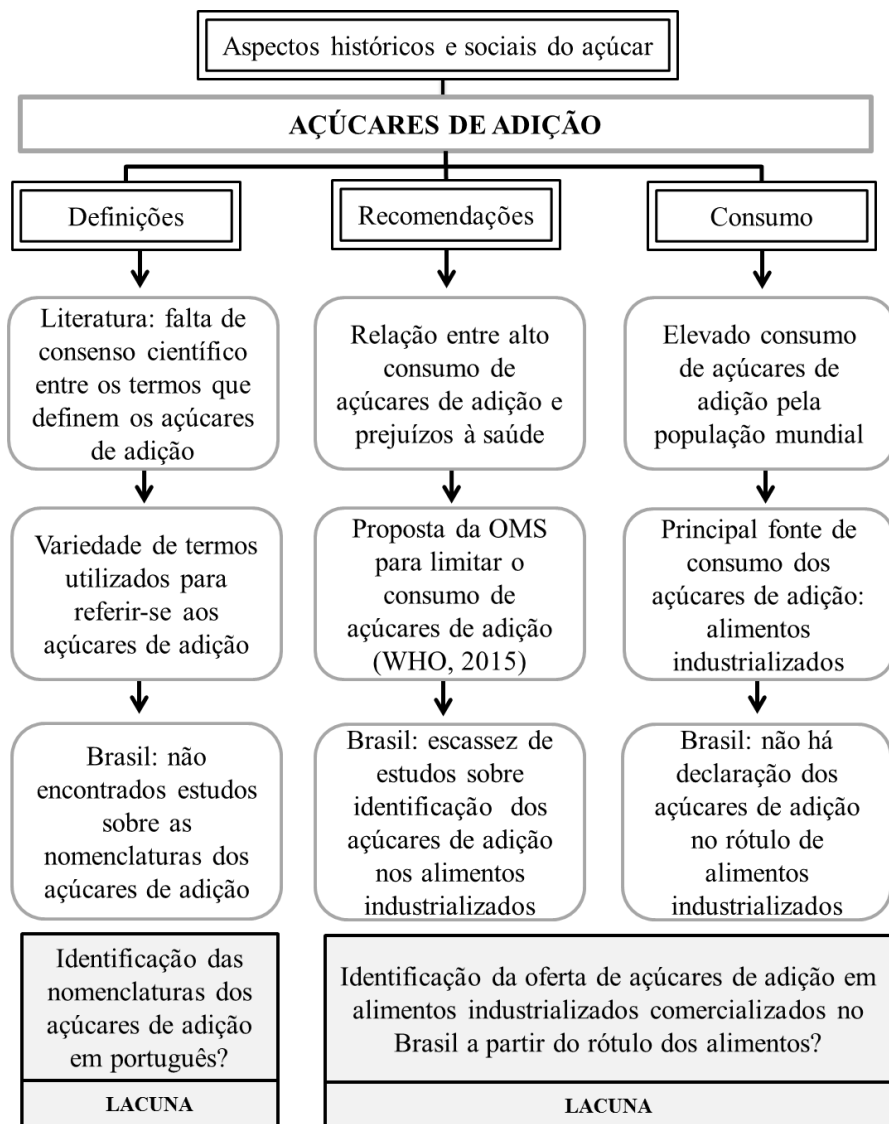 Aspectos históricos e sociais do açúcar
AÇÚCARES DE ADIÇÃO
Definições
Recomendações
Consumo
Literatura: falta de
consenso científico
entre os termos que
definem os açúcares
de adição
Relação entre alto
consumo de
açúcares de adição e
prejuízos à saúde
Elevado consumo
de açúcares de
adição pela
população mundial
Variedade de termos
utilizados para
referir-se aos
açúcares de adição
Proposta da OMS
para limitar o
consumo de
açúcares de adição
(WHO, 2015)
Principal fonte de
consumo dos
açúcares de adição:
alimentos
industrializados
Brasil: não
encontrados estudos
sobre as
nomenclaturas dos
açúcares de adição
Brasil: escassez de
estudos sobre
identificação dos
açúcares de adição
nos alimentos
industrializados
Brasil: não há
declaração dos
açúcares de adição
no rótulo de
alimentos
industrializados
Identificação das
nomenclaturas dos
açúcares de adição
em português?
LACUNA
Identificação da oferta de açúcares de adição em
alimentos industrializados comercializados no
Brasil a partir do rótulo dos alimentos?
LACUNA